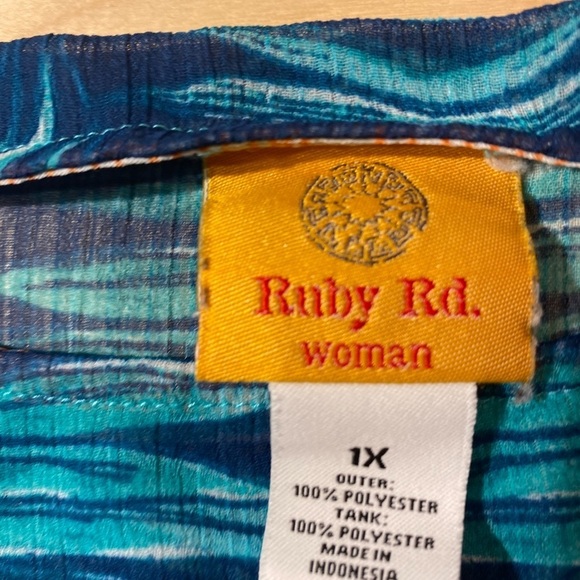 Ruby Rd.
woman
1X
OUTER:
100% POLYESTER
TANK:
100% POLYESTER
MADE IN
INDONESIA